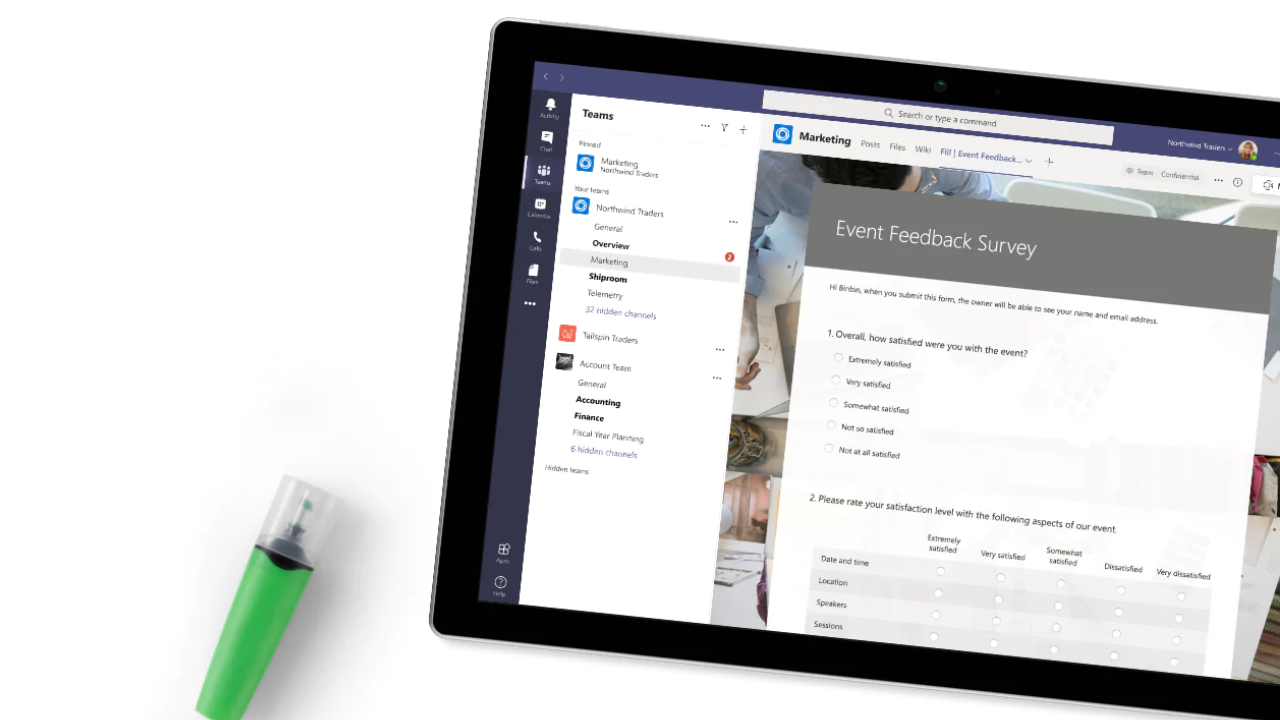 Search or type a command
Northwind Traders
Activity
Chat
Teams
Calendar
Calls
Files
Apps
Help
Teams
Pinned
Marketing
Northwind Traders
Your teams
Northwind Traders
General
Overview
2
Marketing
Shiproom
Telemetry
32 hidden channels
Tailspin Traders
Account Team
General
Accounting
Finance
Fiscal Year Planning
6 hidden channels
Hidden teams
Marketing Posts Files Wiki Fill | Event Feedback...
Team Confidential
Event Feedback Survey
Hi Binbin, when you submit this form, the owner will be able to see your name and email address.
1. Overall, how satisfied were you with the event?
Extremely satisfied
Very satisfied
Somewhat satisfied
Not so satisfied
Not at all satisfied
2. Please rate your satisfaction level with the following aspects of our event.
Extremely satisfied Very satisfied Somewhat satisfied Dissatisfied Very dissatisfied
Date and time
Location
Speakers
Sessions